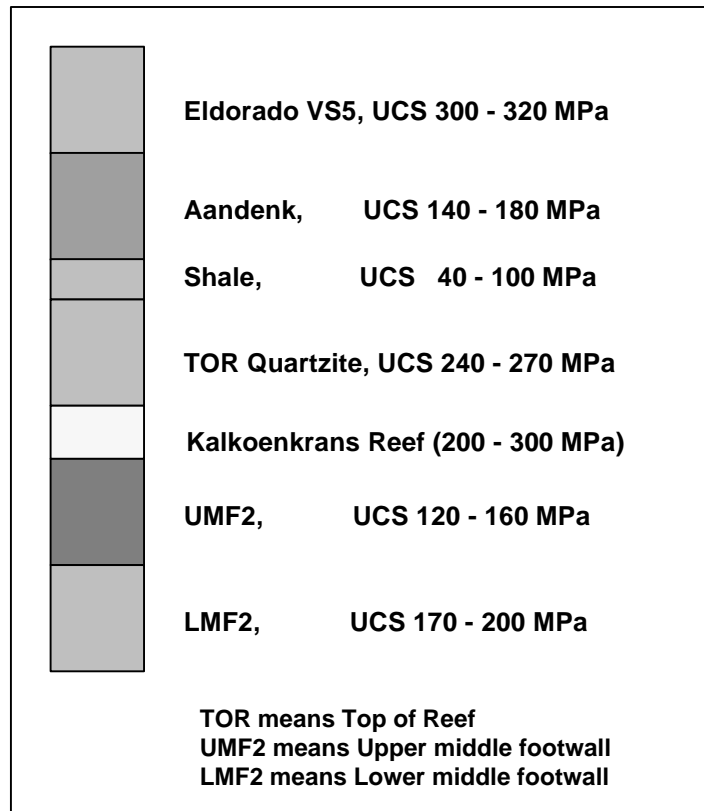 Eldorado VS5, UCS 300 - 320 MPa
Aandenk, UCS 140 - 180 MPa
Shale, UCS 40 - 100 MPa
TOR Quartzite, UCS 240 - 270 MPa
Kalkoenkrans Reef (200 - 300 MPa)
UMF2, UCS 120 - 160 MPa
LMF2, UCS 170 - 200 MPa
TOR means Top of Reef
UMF2 means Upper middle footwall
LMF2 means Lower middle footwall